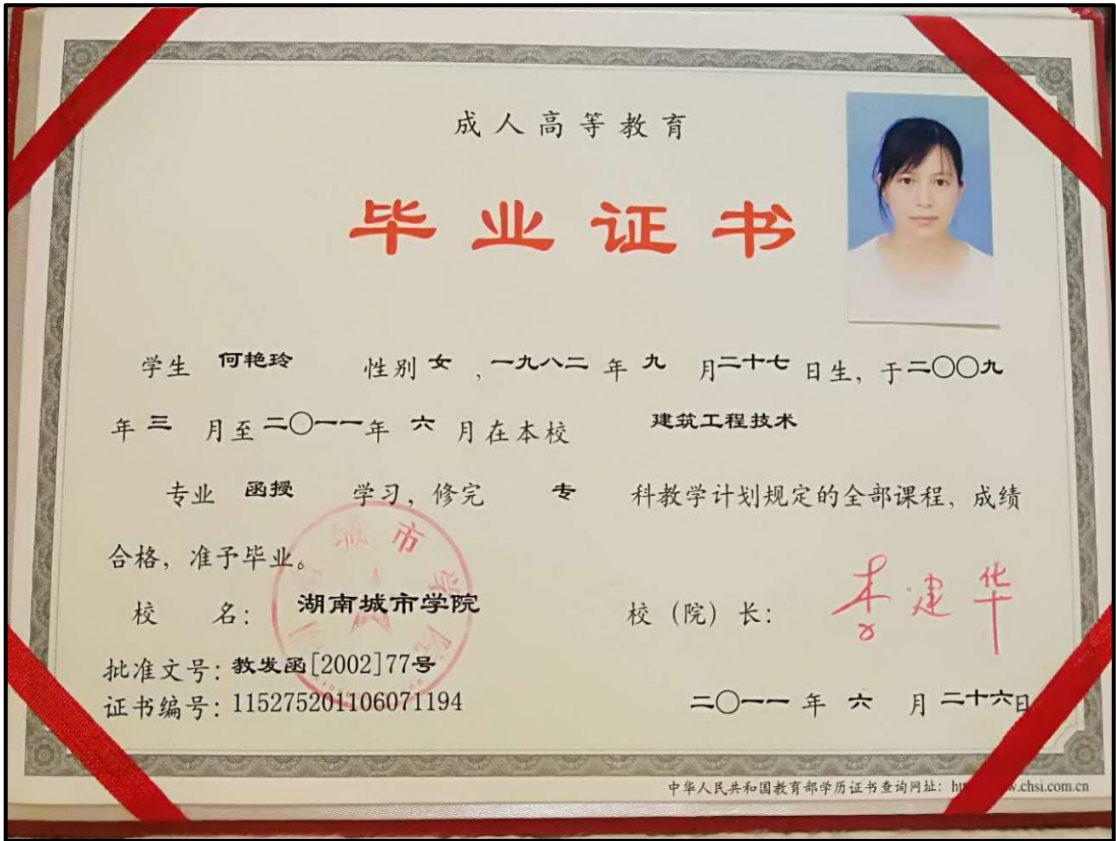 成人高等教育
毕业证书
学生 何艳玲 性别 女 , 一九八二 年 九 月二十七 日生, 于二〇〇九
年 三 月至 二〇一一年 六 月在本校 建筑工程技术
专业 函授 学习, 修完 专 科教学计划规定的全部课程, 成绩
合格, 准予毕业。
校 名: 湖南城市学院 校 (院) 长:
批准文号: 教发函[2002]77号
证书编号: 115275201106071194 二〇一一 年 六 月 二十六日
中华人民共和国教育部学历证书查询网址: .chsi.com.cn